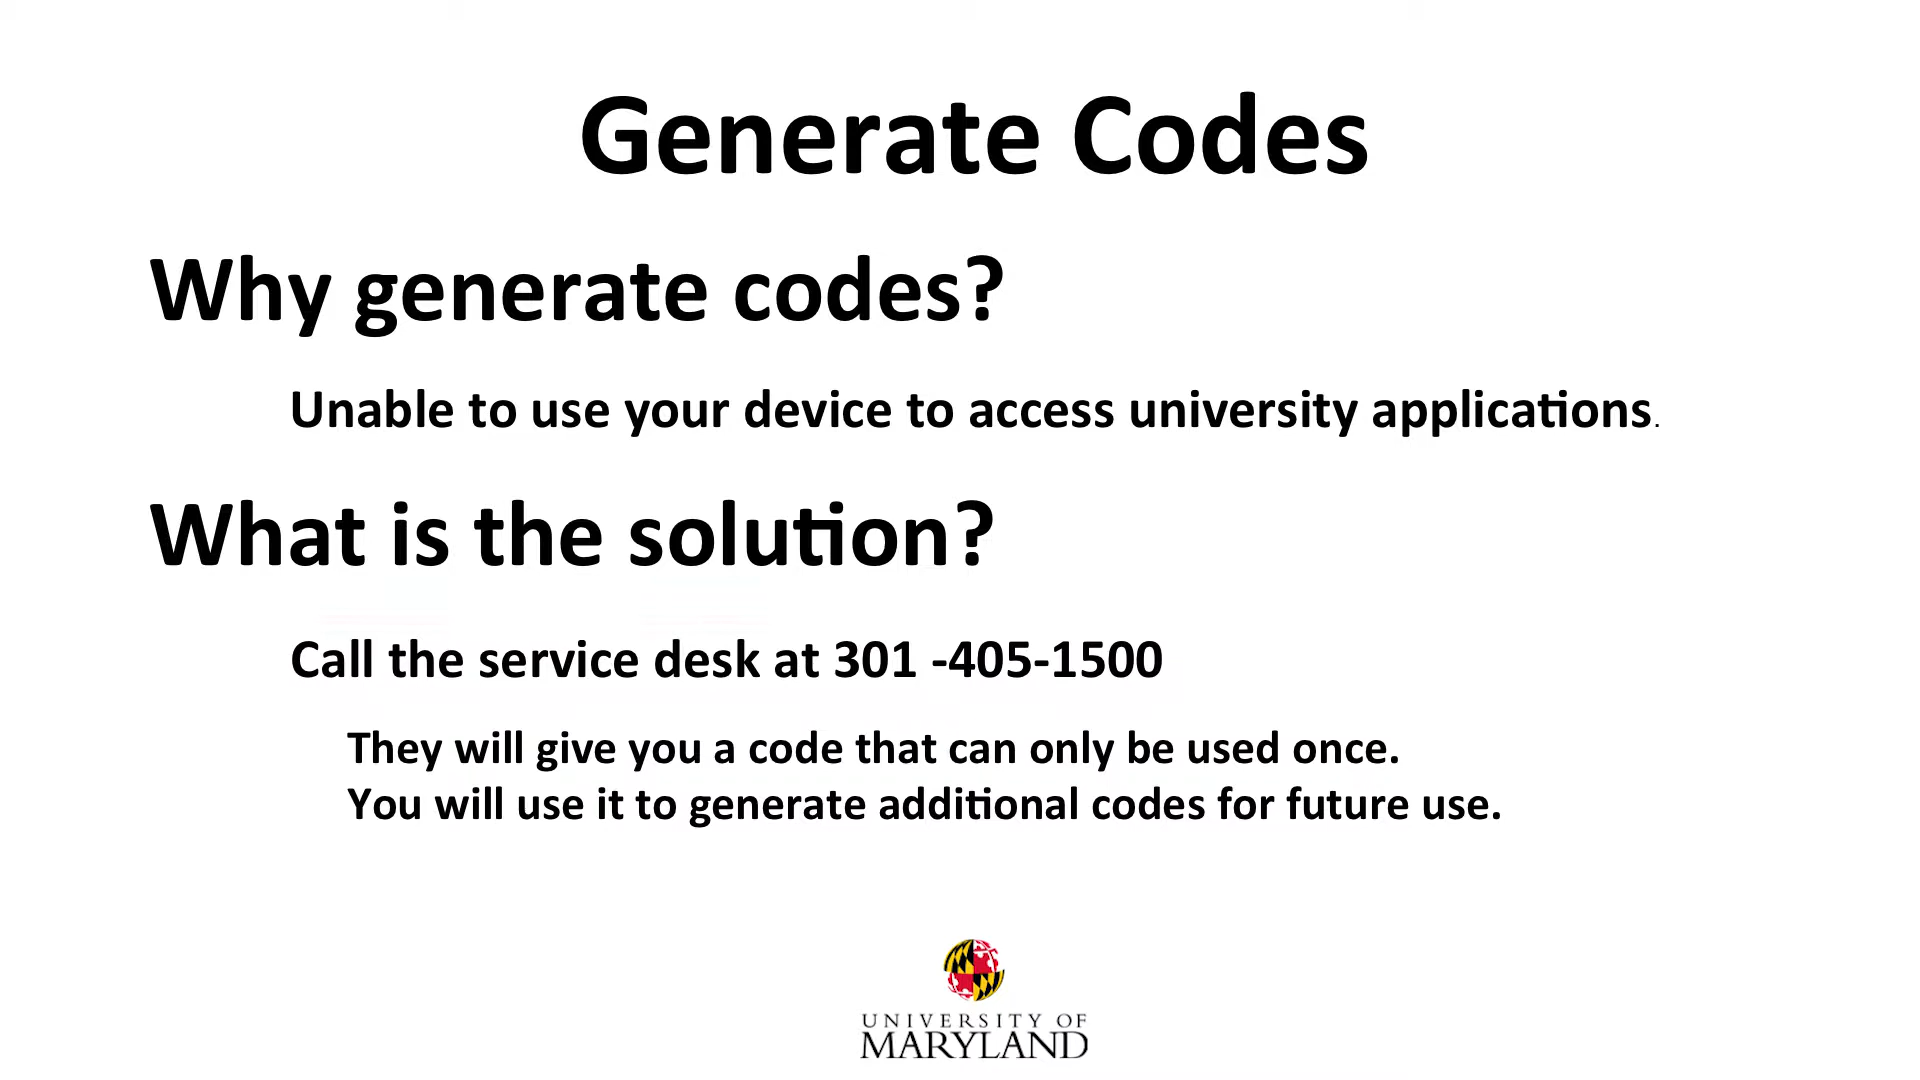 Generate Codes
Why generate codes?
Unable to use your device to access university applications.
What is the solution?
Call the service desk at 301 -405-1500
They will give you a code that can only be used once.
You will use it to generate additional codes for future use.
UNIVERSITY OF
MARYLAND